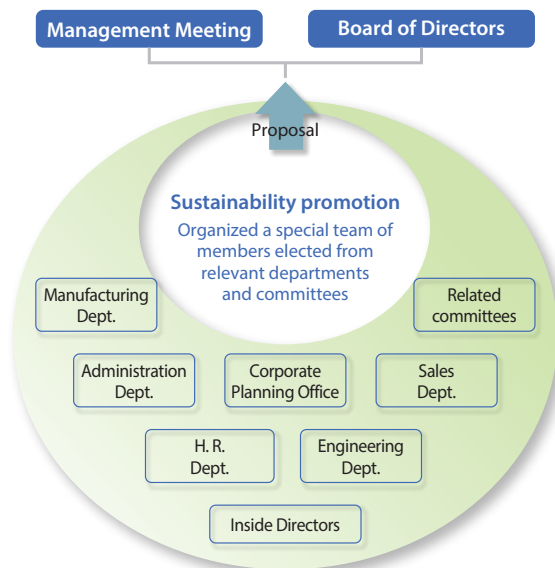 Management Meeting
Board of Directors
Proposal
Sustainability promotion
Organized a special team of
members elected from
relevant departments
and committees
Manufacturing
Dept.
Related
committees
Administration
Dept.
Corporate
Planning Office
Sales
Dept.
H. R.
Dept.
Engineering
Dept.
Inside Directors